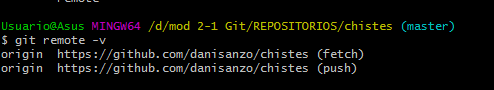 remote
Usuario@Asus MINGW64 /d/mod 2-1 Git/REPOSITORIOS/chistes (master)
$ git remote -v
origin  https://github.com/danisanzo/chistes (fetch)
origin  https://github.com/danisanzo/chistes (push)